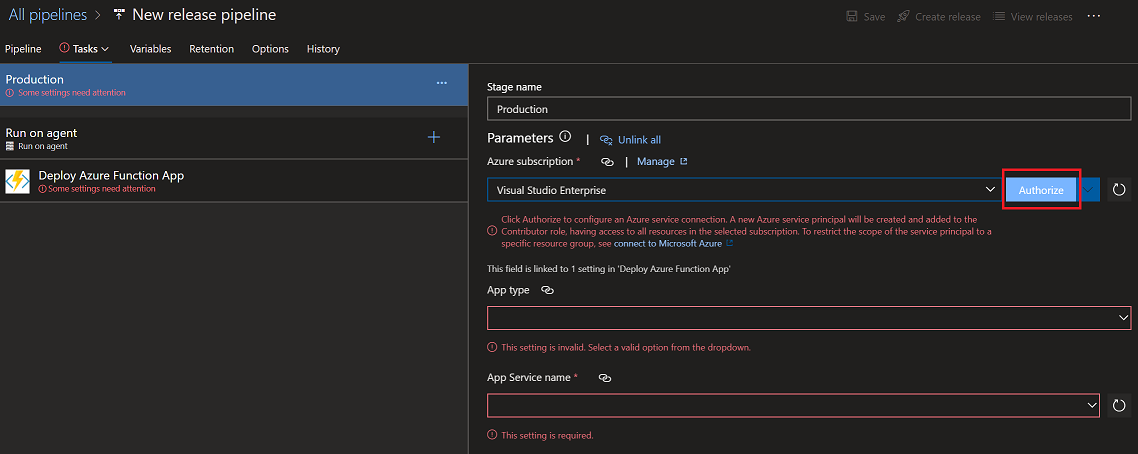 All pipelines > New release pipeline
Save Create release View releases ...
Pipeline Tasks Variables Retention Options History
Production
Some settings need attention
...
Run on agent
Run on agent
Deploy Azure Function App
Some settings need attention
Stage name
Production
Parameters | Unlink all
Azure subscription * | Manage
Visual Studio Enterprise
Authorize
Click Authorize to configure an Azure service connection. A new Azure service principal will be created and added to the
Contributor role, having access to all resources in the selected subscription. To restrict the scope of the service principal to a
specific resource group, see connect to Microsoft Azure
This field is linked to 1 setting in 'Deploy Azure Function App'
App type
This setting is invalid. Select a valid option from the dropdown.
App Service name *
This setting is required.